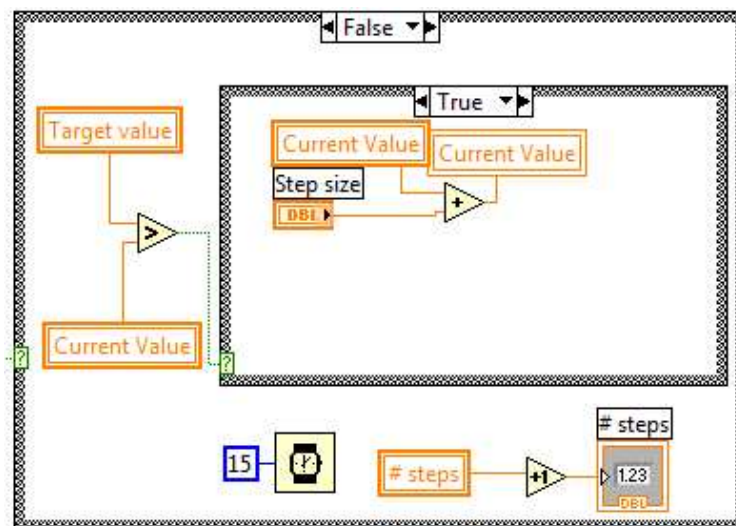 False
True
Target value
Current Value
Current Value
Step size
DBL
+
>
Current Value
?
?
# steps
15
# steps
+1
1.23
DBL